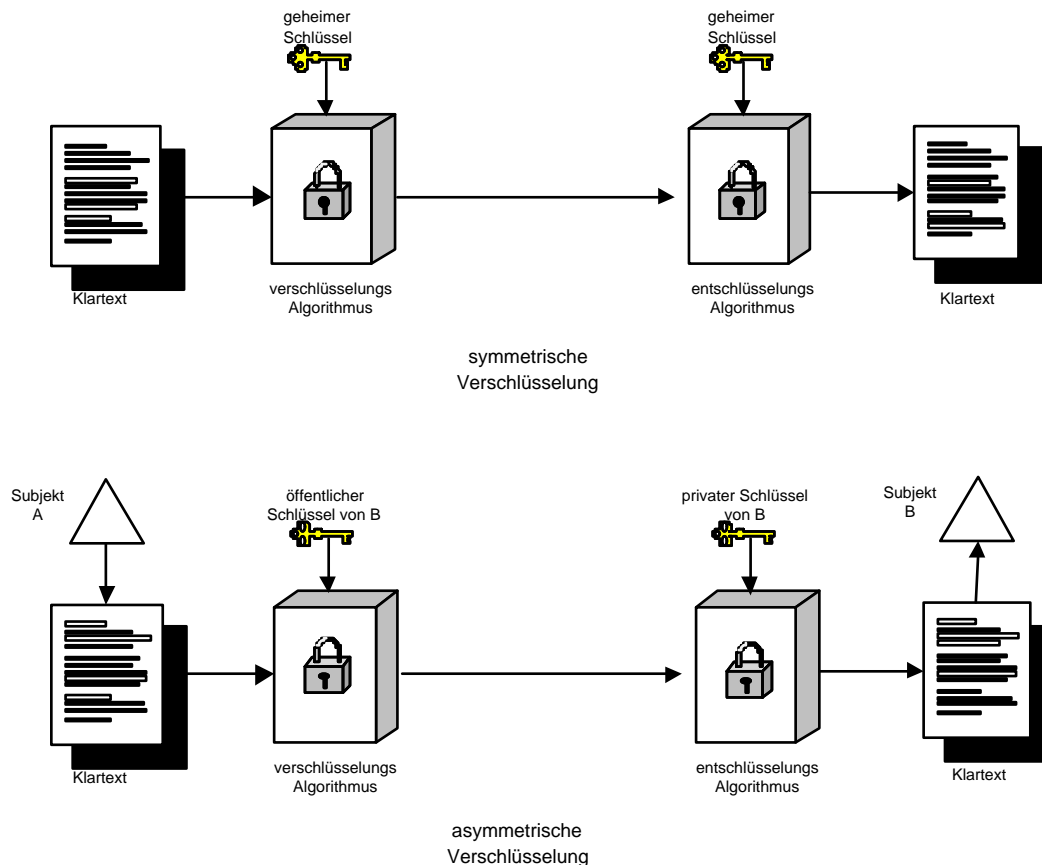 geheimer
Schlüssel
geheimer
Schlüssel
Klartext
verschlüsselungs
Algorithmus
entschlüsselungs
Algorithmus
Klartext
symmetrische
Verschlüsselung
Subjekt
A
öffentlicher
Schlüssel von B
privater Schlüssel
von B
Subjekt
B
Klartext
verschlüsselungs
Algorithmus
entschlüsselungs
Algorithmus
Klartext
asymmetrische
Verschlüsselung